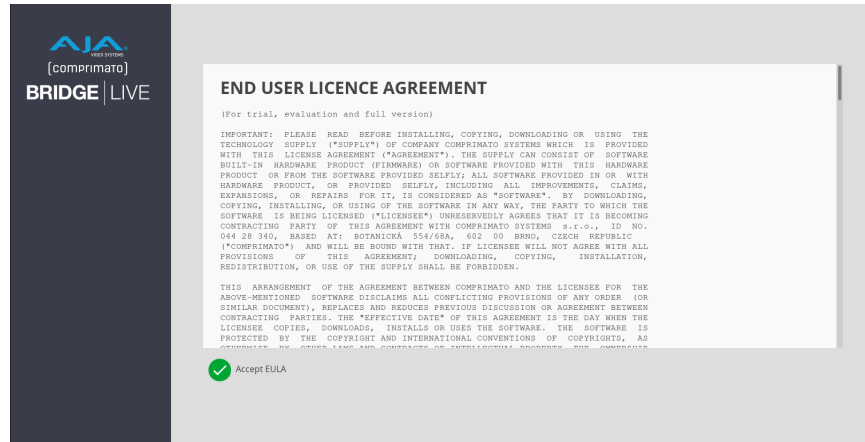 AJA
VIDEO SYSTEMS
[comprimato]
BRIDGE LIVE
END USER LICENCE AGREEMENT
(For trial, evaluation and full version)
IMPORTANT: PLEASE READ BEFORE INSTALLING, COPYING, DOWNLOADING OR USING THE
TECHNOLOGY SUPPLY ("SUPPLY") OF COMPANY COMPRIMATO SYSTEMS WHICH IS PROVIDED
WITH THIS LICENSE AGREEMENT ("AGREEMENT"). THE SUPPLY CAN CONSIST OF SOFTWARE
BUILT-IN HARDWARE PRODUCT (FIRMWARE) OR SOFTWARE PROVIDED WITH THIS HARDWARE
PRODUCT OR FROM THE SOFTWARE PROVIDED SELFLY; ALL SOFTWARE PROVIDED IN OR WITH
HARDWARE PRODUCT, OR PROVIDED SELFLY, INCLUDING ALL IMPROVEMENTS, CLAIMS,
EXPANSIONS, OR REPAIRS FOR IT, IS CONSIDERED AS "SOFTWARE". BY DOWNLOADING,
COPYING, INSTALLING, OR USING OF THE SOFTWARE IN ANY WAY, THE PARTY TO WHICH THE
SOFTWARE IS BEING LICENSED ("LICENSEE") UNRESERVEDLY AGREES THAT IT IS BECOMING
CONTRACTING PARTY OF THIS AGREEMENT WITH COMPRIMATO SYSTEMS s.r.o., ID NO.
044 28 340, BASED AT: BOTANICKÁ 554/68A, 602 00 BRNO, CZECH REPUBLIC
("COMPRIMATO") AND WILL BE BOUND WITH THAT. IF LICENSEE WILL NOT AGREE WITH ALL
PROVISIONS OF THIS AGREEMENT; DOWNLOADING, COPYING, INSTALLATION,
REDISTRIBUTION, OR USE OF THE SUPPLY SHALL BE FORBIDDEN.
THIS ARRANGEMENT OF THE AGREEMENT BETWEEN COMPRIMATO AND THE LICENSEE FOR THE
ABOVE-MENTIONED SOFTWARE DISCLAIMS ALL CONFLICTING PROVISIONS OF ANY ORDER (OR
SIMILAR DOCUMENT), REPLACES AND REDUCES PREVIOUS DISCUSSION OR AGREEMENT BETWEEN
CONTRACTING PARTIES. THE "EFFECTIVE DATE" OF THIS AGREEMENT IS THE DAY WHEN THE
LICENSEE COPIES, DOWNLOADS, INSTALLS OR USES THE SOFTWARE. THE SOFTWARE IS
PROTECTED BY THE COPYRIGHT AND INTERNATIONAL CONVENTIONS OF COPYRIGHTS, AS
OTHERWISE BY OTHER LAWS AND CONTRACTS OF INTELLECTUAL PROPERTY. THE OWNERSHIP
Accept EULA